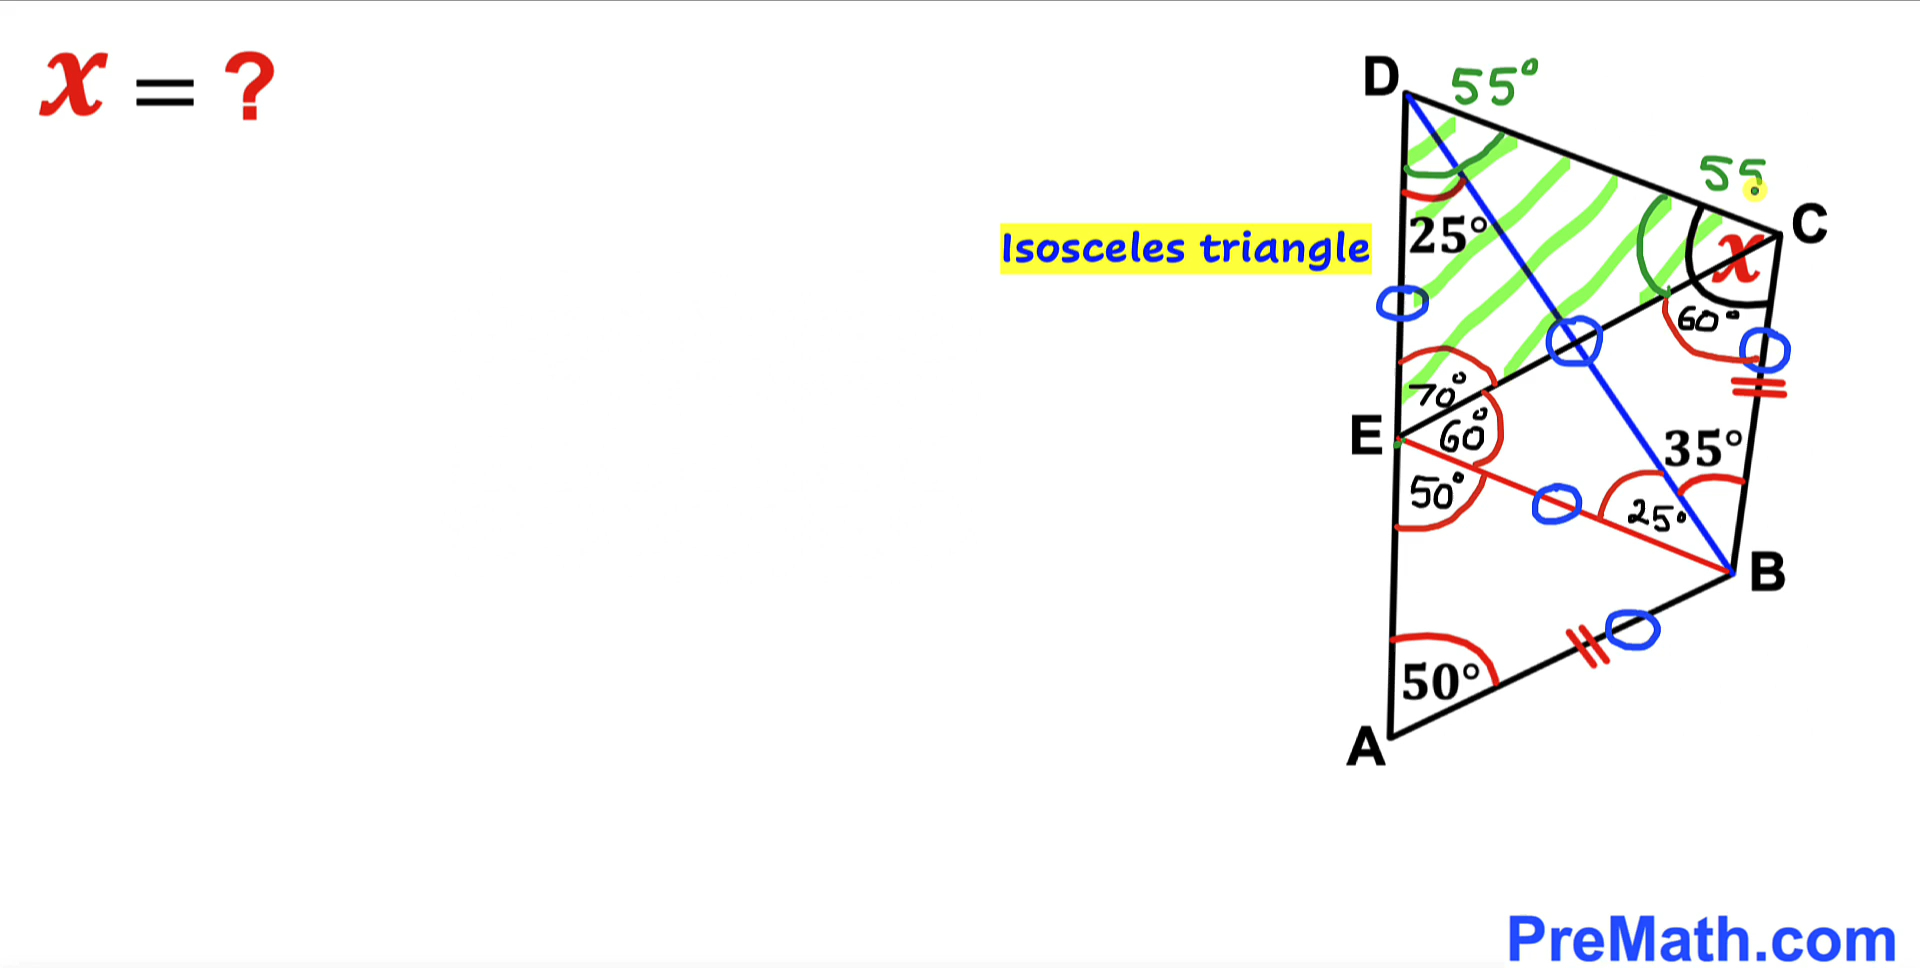 x = ?
D 55°
55°
C
Isosceles triangle
25°
x
60°
70°
E
60°
35°
50°
25°
B
50°
A
PreMath.com